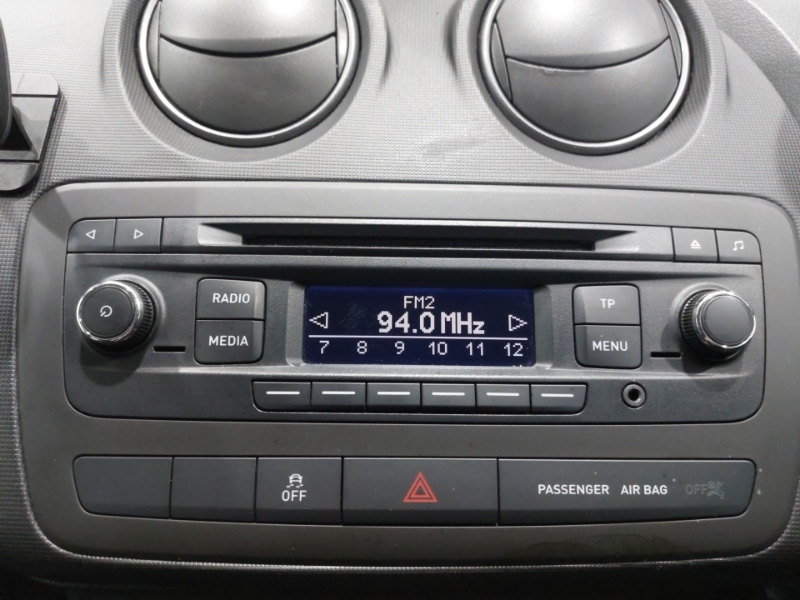 RADIO
MEDIA
FM2
94.0 MHz
7 8 9 10 11 12
TP
MENU
OFF
PASSENGER AIR BAG OFF